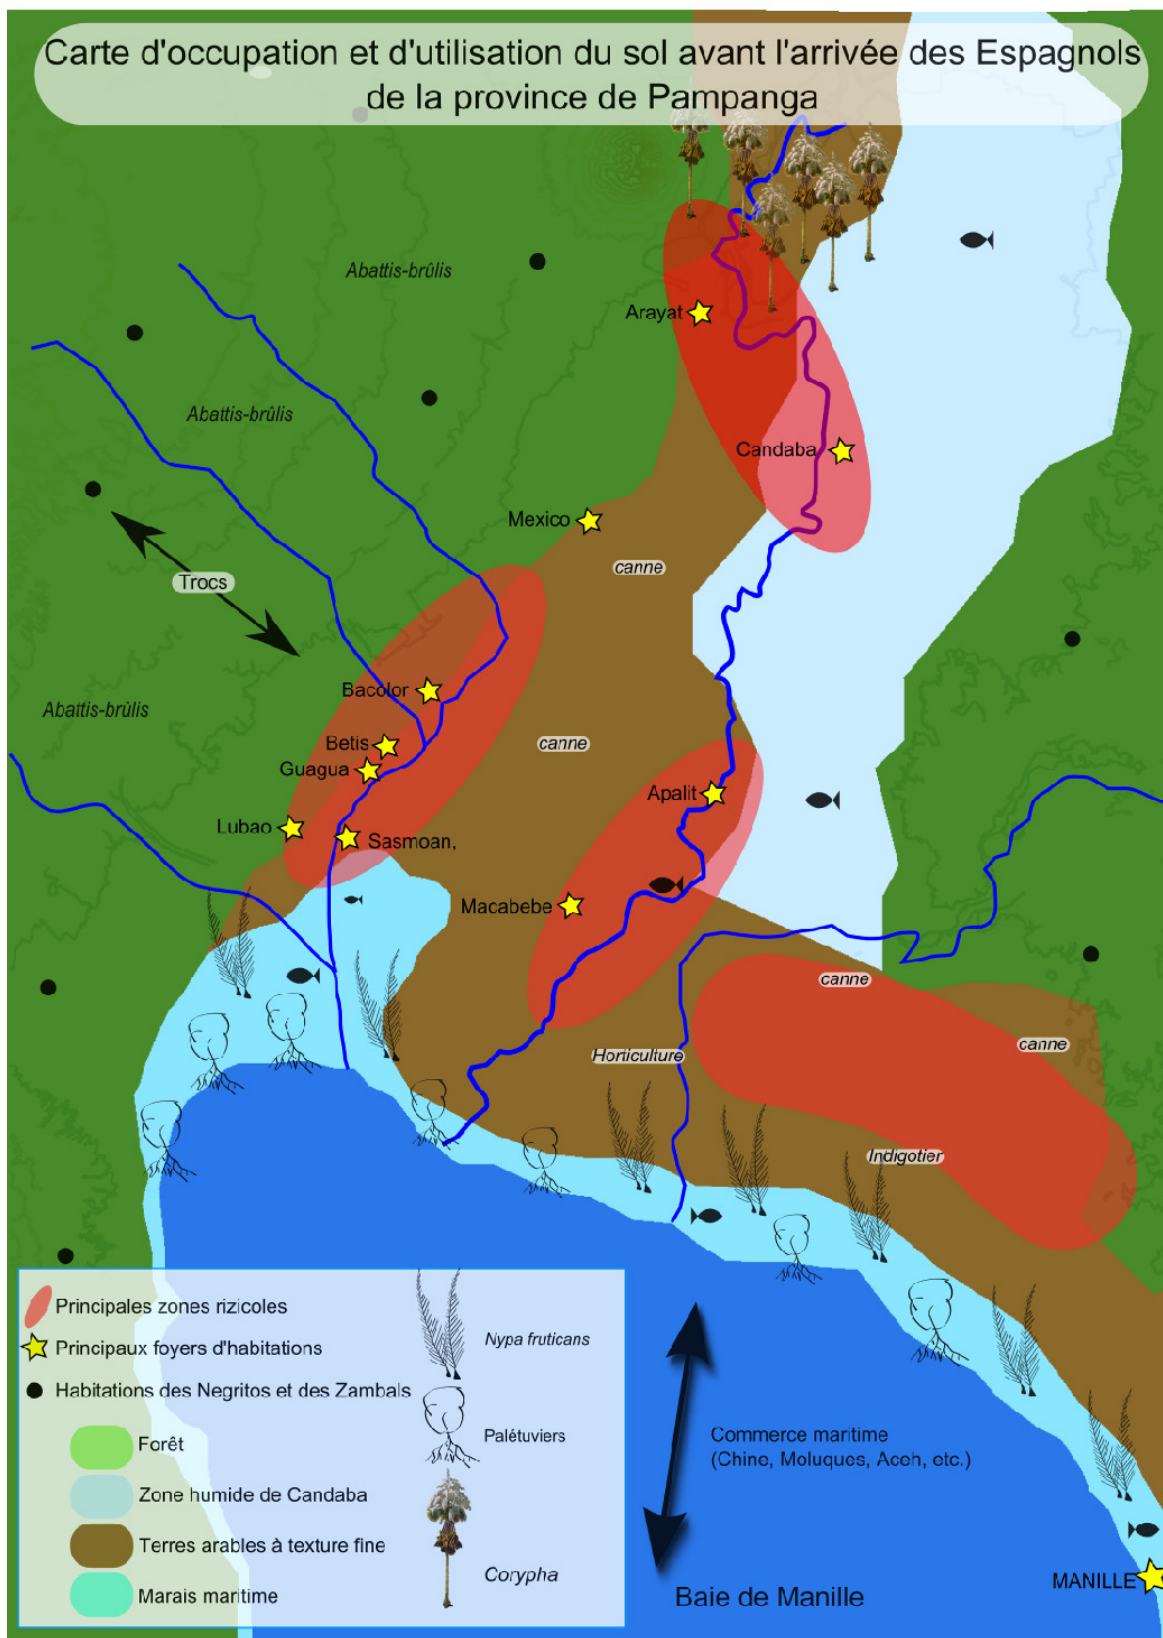 Carte d'occupation et d'utilisation du sol avant l'arrivée des Espagnols
de la province de Pampanga
Abattis-brûlis
Arayat
Abattis-brûlis
Candaba
Mexico
canne
Trocs
Bacolor
Abattis-brûlis
Betis
canne
Guagua
Apalit
Lubao
Sasmoan,
Macabebe
canne
Horticulture
canne
Indigotier
Principales zones rizicoles
Principaux foyers d'habitations
Habitations des Negritos et des Zambals
Forêt
Zone humide de Candaba
Terres arables à texture fine
Marais maritime
Nypa fruticans
Palétuviers
Corypha
Commerce maritime
(Chine, Moluques, Aceh, etc.)
Baie de Manille
MANILLE